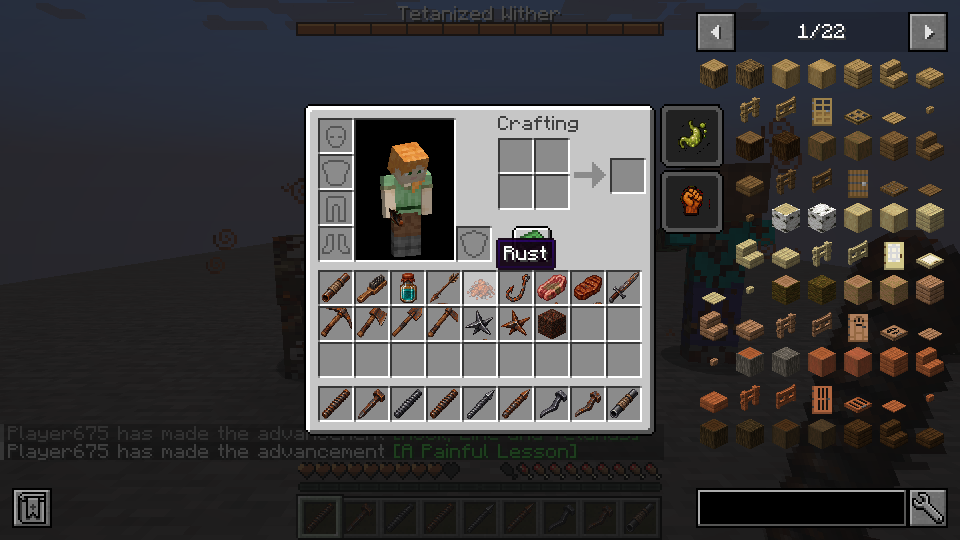 Tetanized Wither
1/22
Crafting
Rust
Player675 has made the advancement
Player675 has made the advancement [A Painful Lesson]